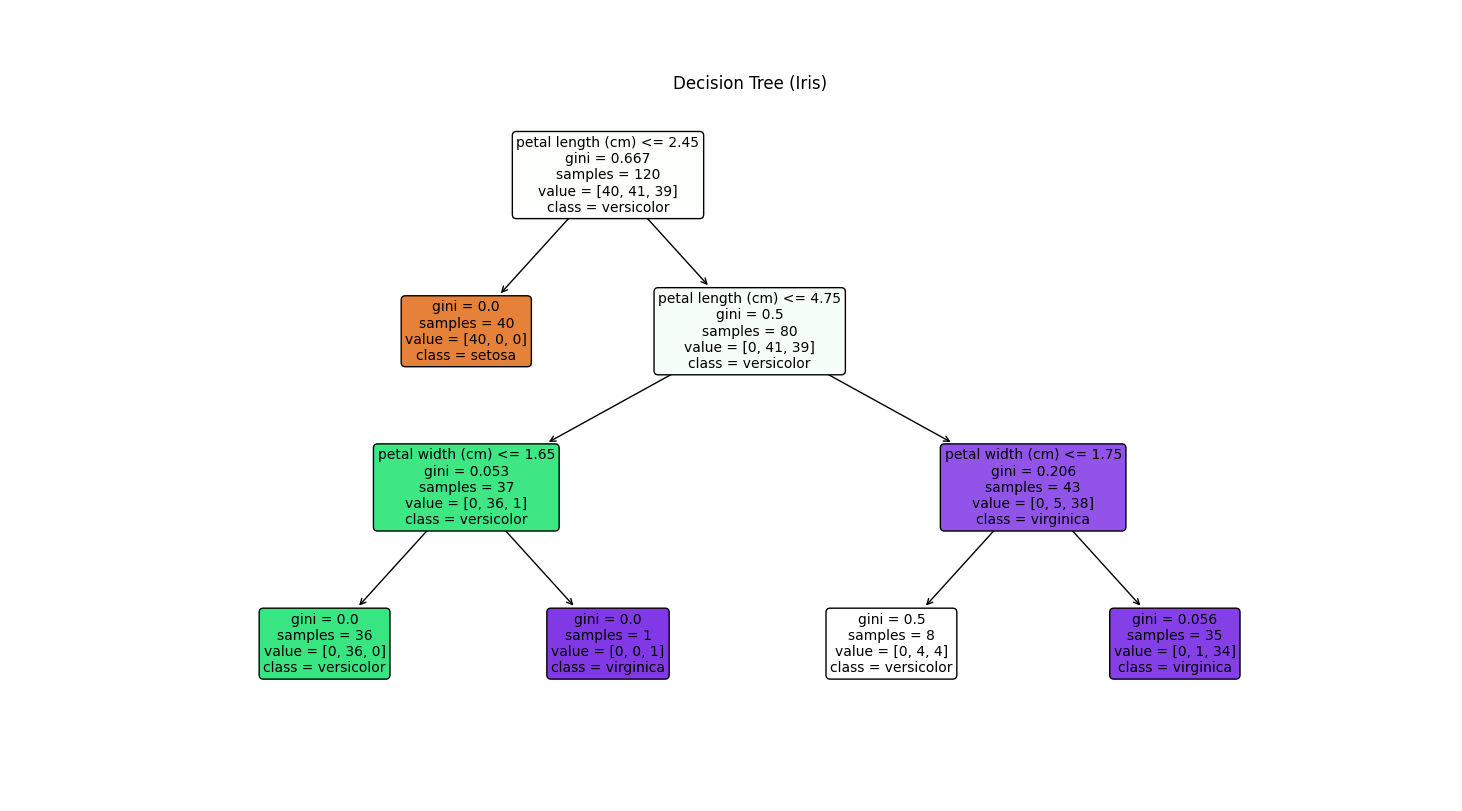 Decision Tree (Iris)
petal length (cm) <= 2.45
gini = 0.667
samples = 120
value = [40, 41, 39]
class = versicolor
gini = 0.0
samples = 40
value = [40, 0, 0]
class = setosa
petal length (cm) <= 4.75
gini = 0.5
samples = 80
value = [0, 41, 39]
class = versicolor
petal width (cm) <= 1.65
gini = 0.053
samples = 37
value = [0, 36, 1]
class = versicolor
petal width (cm) <= 1.75
gini = 0.206
samples = 43
value = [0, 5, 38]
class = virginica
gini = 0.0
samples = 36
value = [0, 36, 0]
class = versicolor
gini = 0.0
samples = 1
value = [0, 0, 1]
class = virginica
gini = 0.5
samples = 8
value = [0, 4, 4]
class = versicolor
gini = 0.056
samples = 35
value = [0, 1, 34]
class = virginica